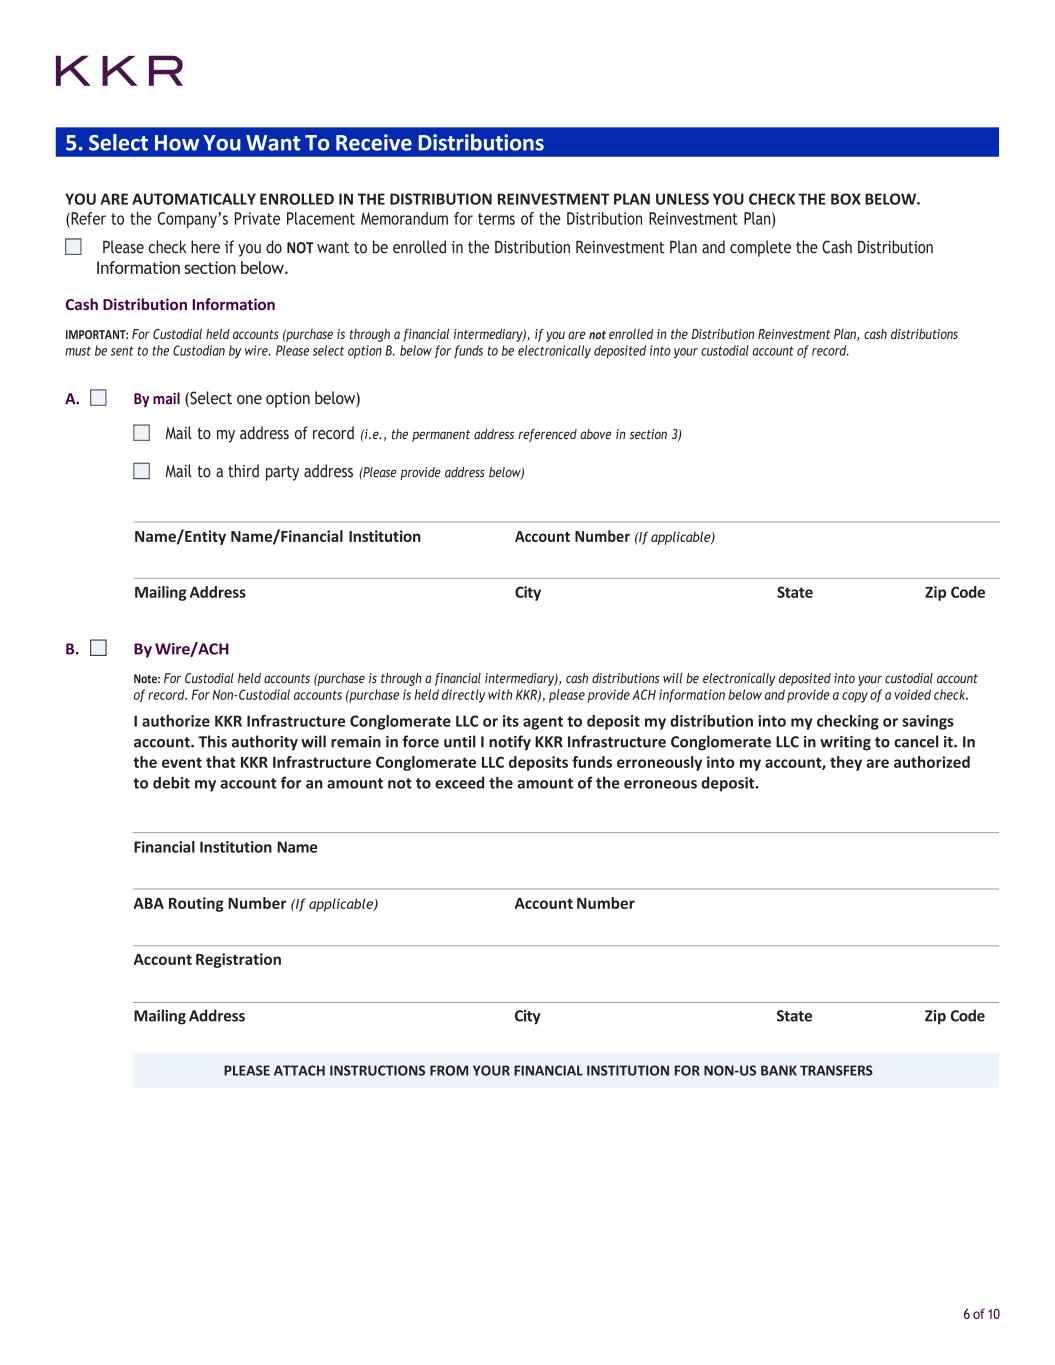 KKR
5. Select How You Want To Receive Distributions
YOU ARE AUTOMATICALLY ENROLLED IN THE DISTRIBUTION REINVESTMENT PLAN UNLESS YOU CHECK THE BOX BELOW.
(Refer to the Company's Private Placement Memorandum for terms of the Distribution Reinvestment Plan)
Please check here if you do NOT want to be enrolled in the Distribution Reinvestment Plan and complete the Cash Distribution
Information section below.
Cash Distribution Information
IMPORTANT: For Custodial held accounts (purchase is through a financial intermediary), if you are not enrolled in the Distribution Reinvestment Plan, cash distributions
must be sent to the Custodian by wire. Please select option B. below for funds to be electronically deposited into your custodial account of record.
A. By mail (Select one option below)
Mail to my address of record (i.e., the permanent address referenced above in section 3)
Mail to a third party address (Please provide address below)
Name/Entity Name/Financial Institution Account Number (If applicable)
Mailing Address City State Zip Code
B. By Wire/ACH
Note: For Custodial held accounts (purchase is through a financial intermediary), cash distributions will be electronically deposited into your custodial account
of record. For Non-Custodial accounts (purchase is held directly with KKR), please provide ACH information below and provide a copy of a voided check.
I authorize KKR Infrastructure Conglomerate LLC or its agent to deposit my distribution into my checking or savings
account. This authority will remain in force until I notify KKR Infrastructure Conglomerate LLC in writing to cancel it. In
the event that KKR Infrastructure Conglomerate LLC deposits funds erroneously into my account, they are authorized
to debit my account for an amount not to exceed the amount of the erroneous deposit.
Financial Institution Name
ABA Routing Number (If applicable) Account Number
Account Registration
Mailing Address City State Zip Code
PLEASE ATTACH INSTRUCTIONS FROM YOUR FINANCIAL INSTITUTION FOR NON-US BANK TRANSFERS
6 of 10